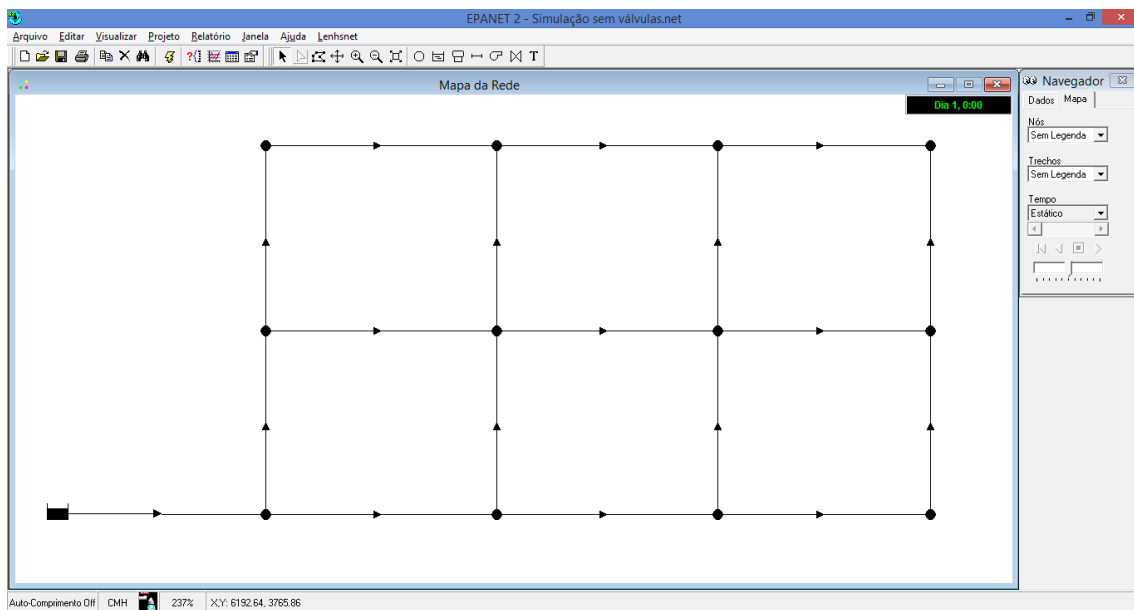 EPANET 2 - Simulação sem válvulas.net
Arquivo Editar Visualizar Projeto Relatório Janela Ajuda Lenhsnet
T
Mapa da Rede
Dia 1, 0:00
Navegador
Dados Mapa
Nós
Sem Legenda
Trechos
Sem Legenda
Tempo
Estático
Auto-Comprimento Off CMH 237% X,Y: 6192.64, 3765.86